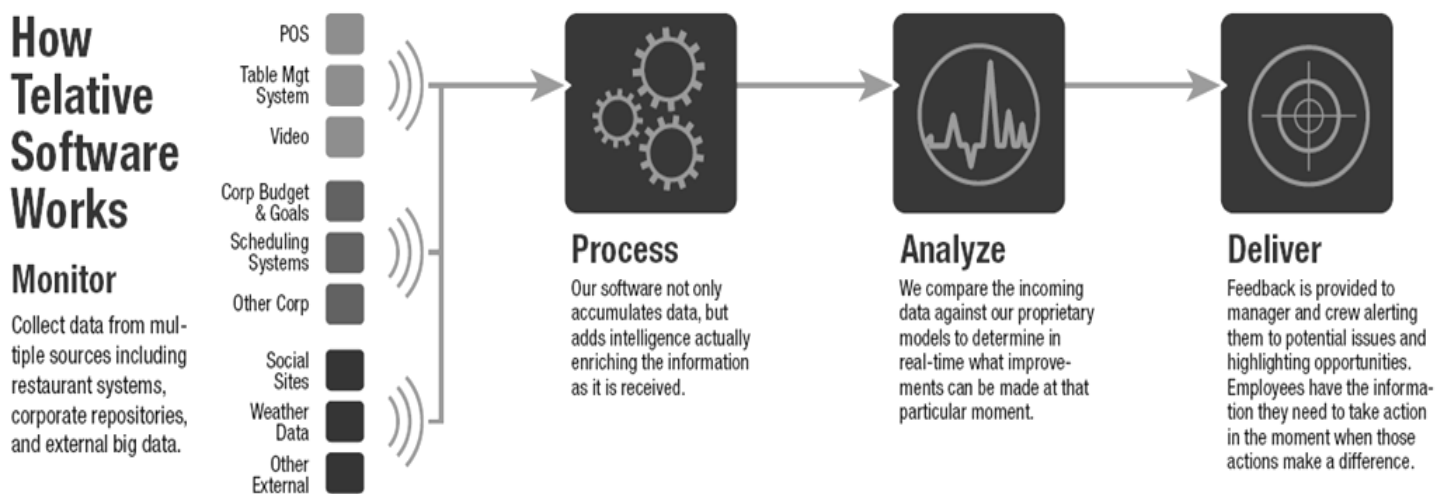 How
Telative
Software
Works
Monitor
Collect data from mul-
tiple sources including
restaurant systems,
corporate repositories,
and external big data.
POS
Table Mgt
System
Video
Corp Budget
& Goals
Scheduling
Systems
Other Corp
Social
Sites
Weather
Data
Other
External
Process
Our software not only
accumulates data, but
adds intelligence actually
enriching the information
as it is received.
Analyze
We compare the incoming
data against our proprietary
models to determine in
real-time what improve-
ments can be made at that
particular moment.
Deliver
Feedback is provided to
manager and crew alerting
them to potential issues and
highlighting opportunities.
Employees have the informa-
tion they need to take action
in the moment when those
actions make a difference.